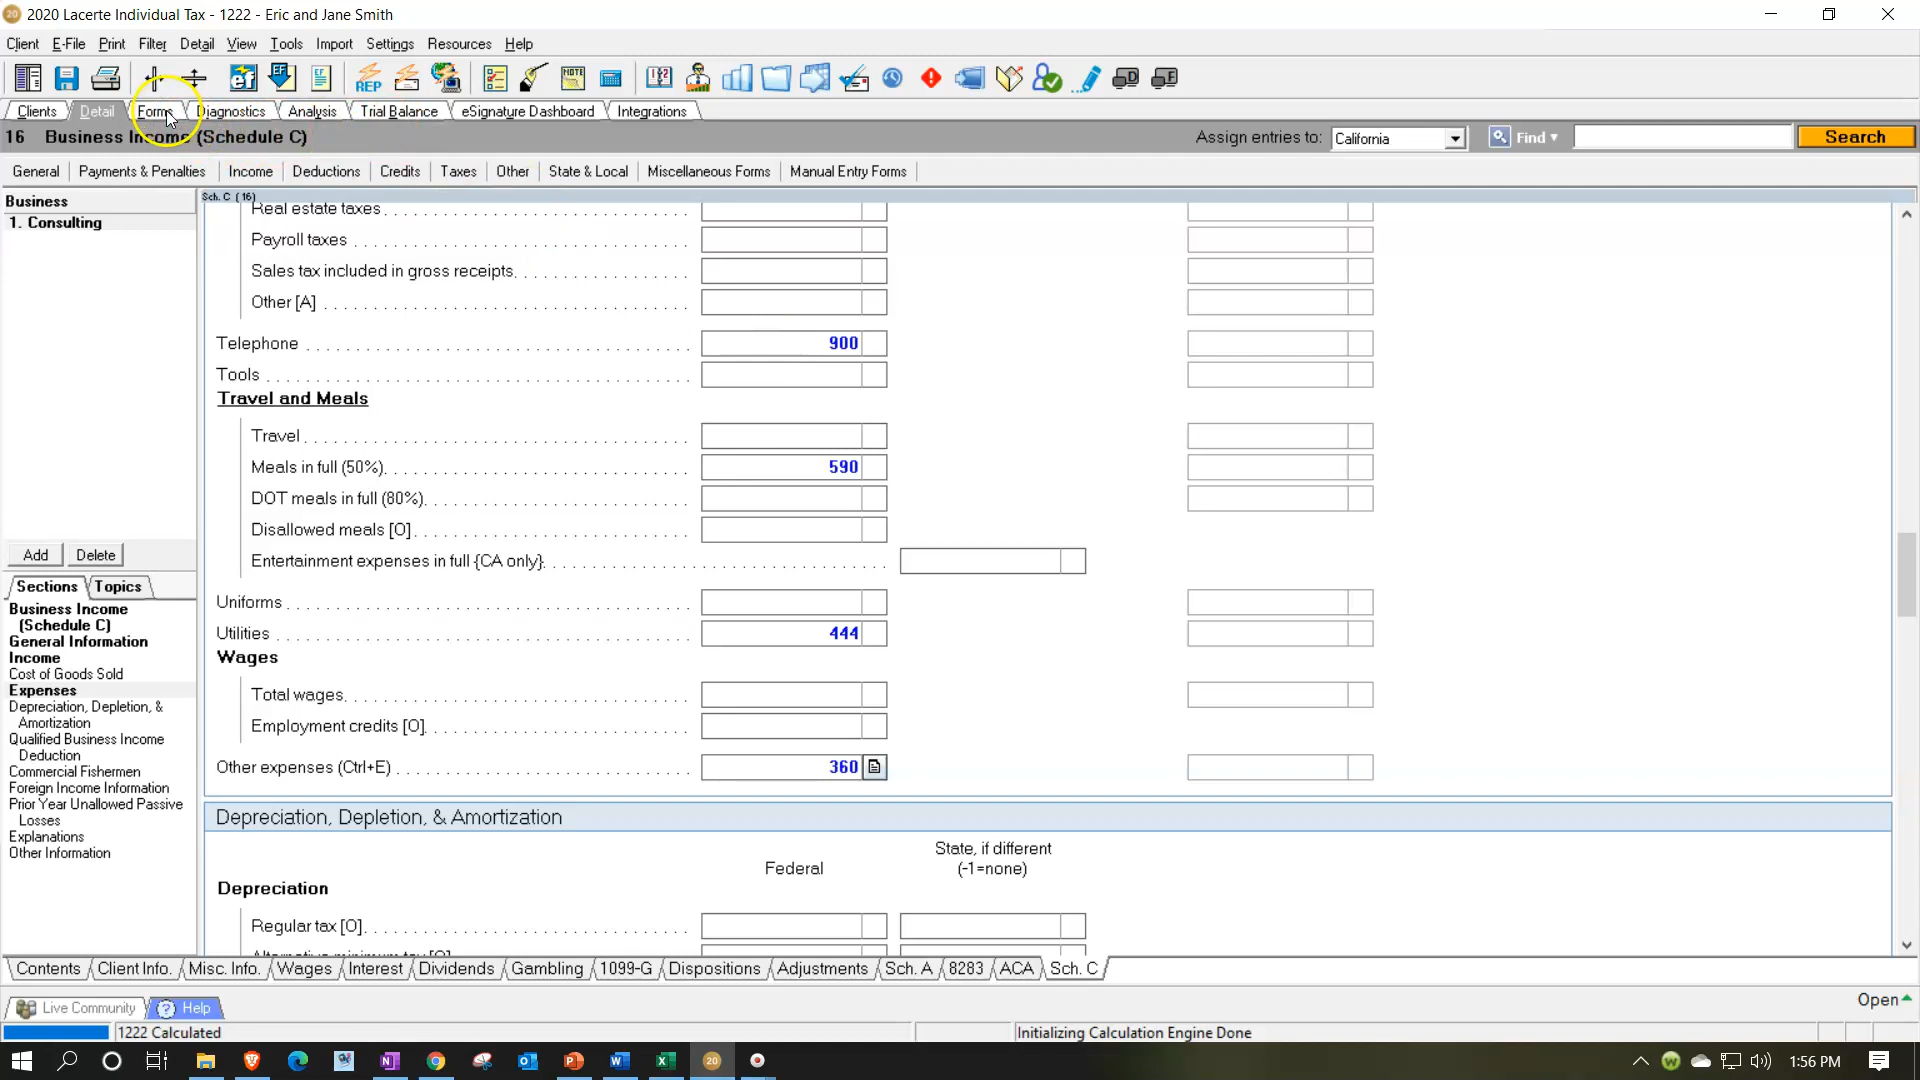 20 2020 Lacerte Individual Tax - 1222 - Eric and Jane Smith
Client E-File Print Filter Detail View Tools Import Settings Resources Help
Clients Detail Forms Diagnostics Analysis Trial Balance eSignature Dashboard Integrations
16 Business Income (Schedule C) Assign entries to: California Find Search
General Payments & Penalties Income Deductions Credits Taxes Other State & Local Miscellaneous Forms Manual Entry Forms
Business
1. Consulting
Add Delete
Sections Topics
Business Income
(Schedule C)
General Information
Income
Cost of Goods Sold
Expenses
Depreciation, Depletion, &
Amortization
Qualified Business Income
Deduction
Commercial Fishermen
Foreign Income Information
Prior Year Unallowed Passive
Losses
Explanations
Other Information
Sch. C (16)
Real estate taxes
Payroll taxes
Sales tax included in gross receipts
Other [A]
Telephone 900
Tools
Travel and Meals
Travel
Meals in full (50%) 590
DOT meals in full (80%)
Disallowed meals [O]
Entertainment expenses in full {CA only}
Uniforms
Utilities 444
Wages
Total wages
Employment credits [O]
Other expenses (Ctrl+E) 360
Depreciation, Depletion, & Amortization
Federal
State, if different
(-1=none)
Depreciation
Regular tax [O]
Alternative minimum tax [O]
Contents Client Info. Misc. Info. Wages Interest Dividends Gambling 1099-G Dispositions Adjustments Sch. A 8283 ACA Sch. C
Live Community Help Open
1222 Calculated Initializing Calculation Engine Done
1:56 PM